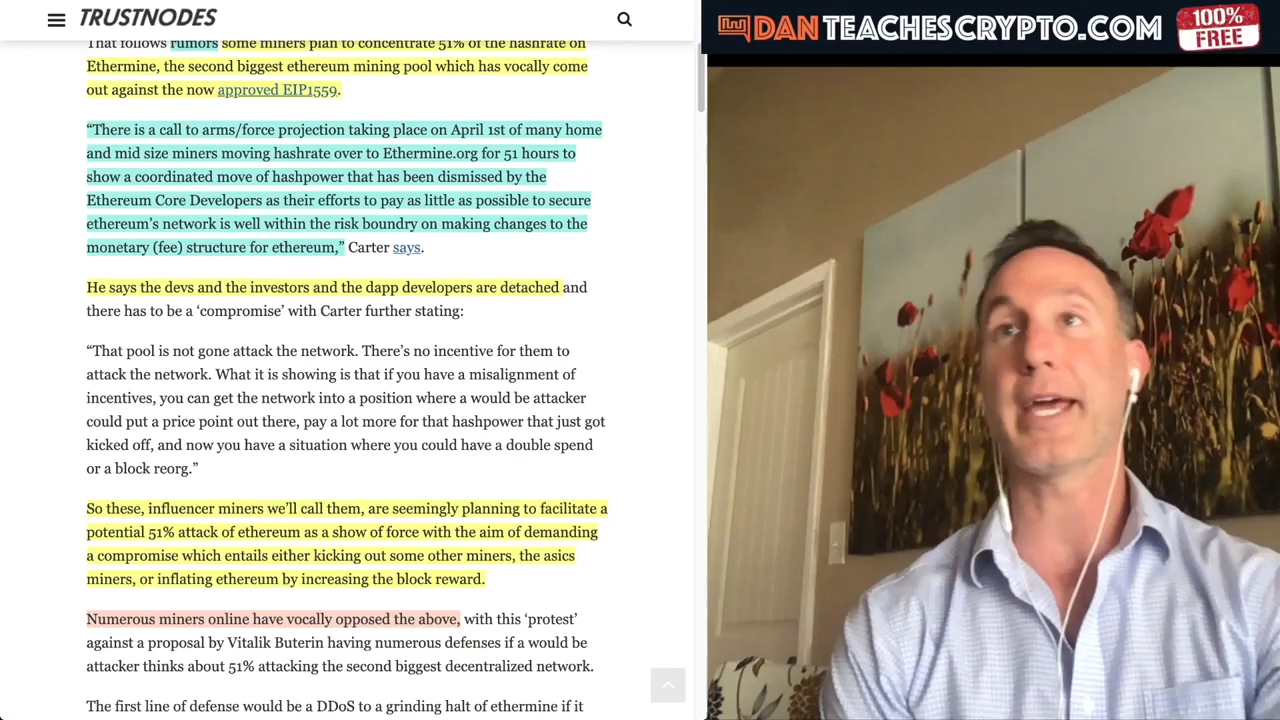 TRUSTNODES
DANTEACHESCRYPTO.COM
100%
FREE
That follows rumors some miners plan to concentrate 51% of the hashrate on
Ethermine, the second biggest ethereum mining pool which has vocally come
out against the now approved EIP1559.
“There is a call to arms/force projection taking place on April 1st of many home
and mid size miners moving hashrate over to Ethermine.org for 51 hours to
show a coordinated move of hashpower that has been dismissed by the
Ethereum Core Developers as their efforts to pay as little as possible to secure
ethereum’s network is well within the risk boundry on making changes to the
monetary (fee) structure for ethereum,” Carter says.
He says the devs and the investors and the dapp developers are detached and
there has to be a ‘compromise’ with Carter further stating:
“That pool is not gone attack the network. There’s no incentive for them to
attack the network. What it is showing is that if you have a misalignment of
incentives, you can get the network into a position where a would be attacker
could put a price point out there, pay a lot more for that hashpower that just got
kicked off, and now you have a situation where you could have a double spend
or a block reorg.”
So these, influencer miners we’ll call them, are seemingly planning to facilitate a
potential 51% attack of ethereum as a show of force with the aim of demanding
a compromise which entails either kicking out some other miners, the asics
miners, or inflating ethereum by increasing the block reward.
Numerous miners online have vocally opposed the above, with this ‘protest’
against a proposal by Vitalik Buterin having numerous defenses if a would be
attacker thinks about 51% attacking the second biggest decentralized network.
The first line of defense would be a DDoS to a grinding halt of ethermine if it